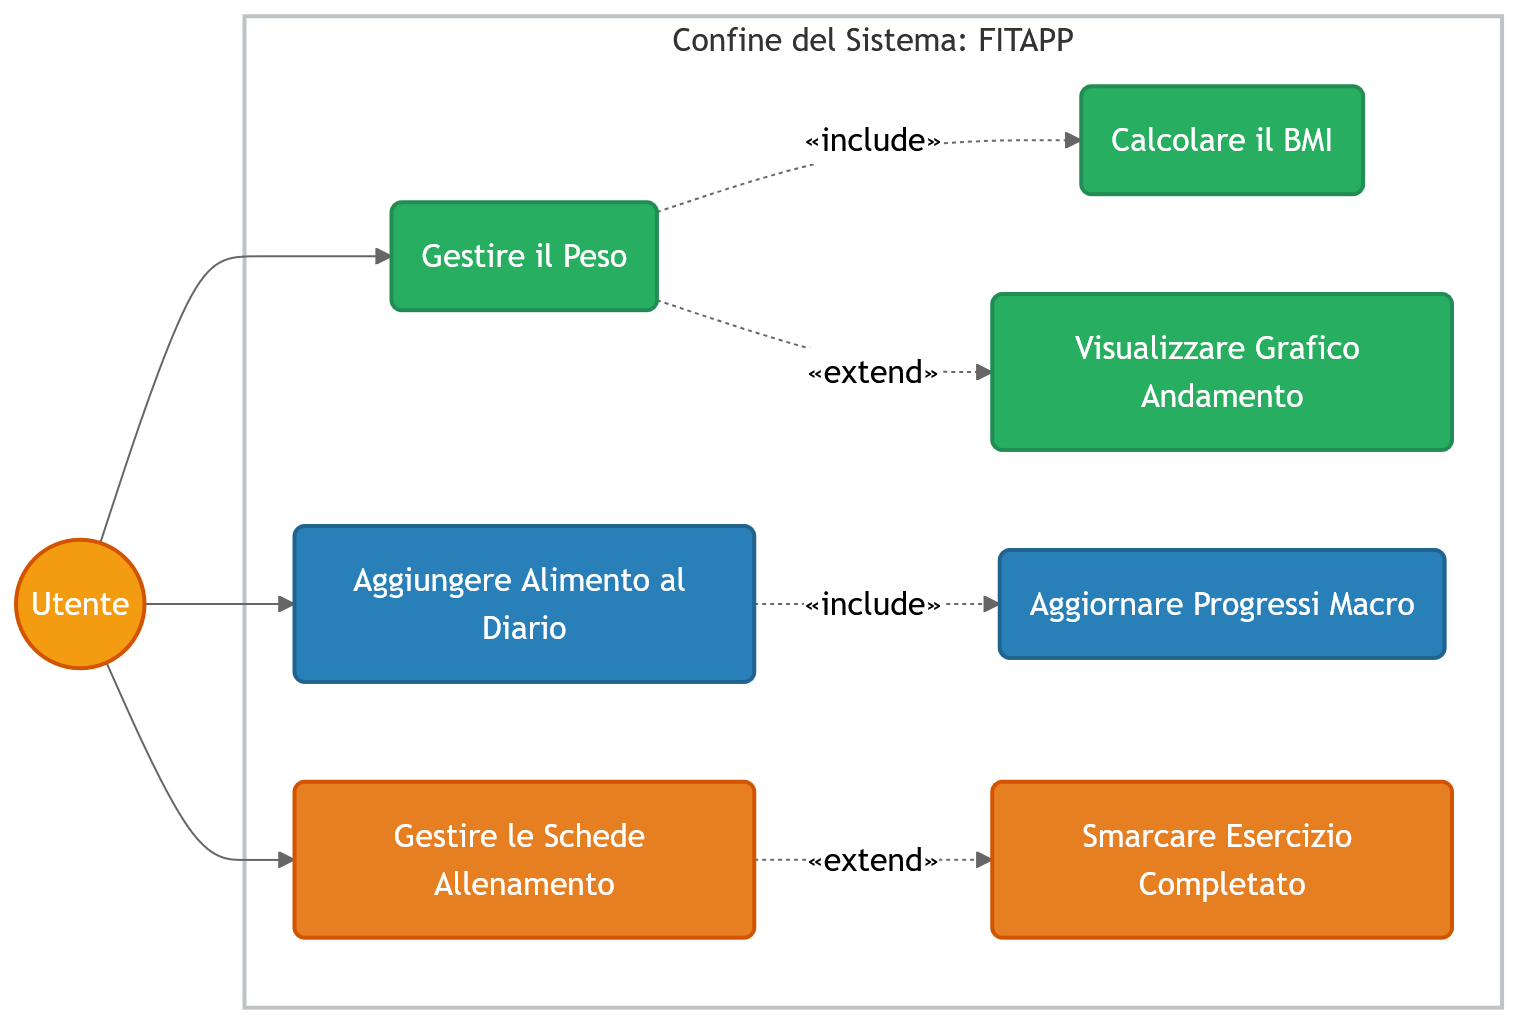 Confine del Sistema: FITAPP
Utente
Gestire il Peso
«include»
Calcolare il BMI
«extend»
Visualizzare Grafico
Andamento
Aggiungere Alimento al
Diario
«include»
Aggiornare Progressi Macro
Gestire le Schede
Allenamento
«extend»
Smarcare Esercizio
Completato